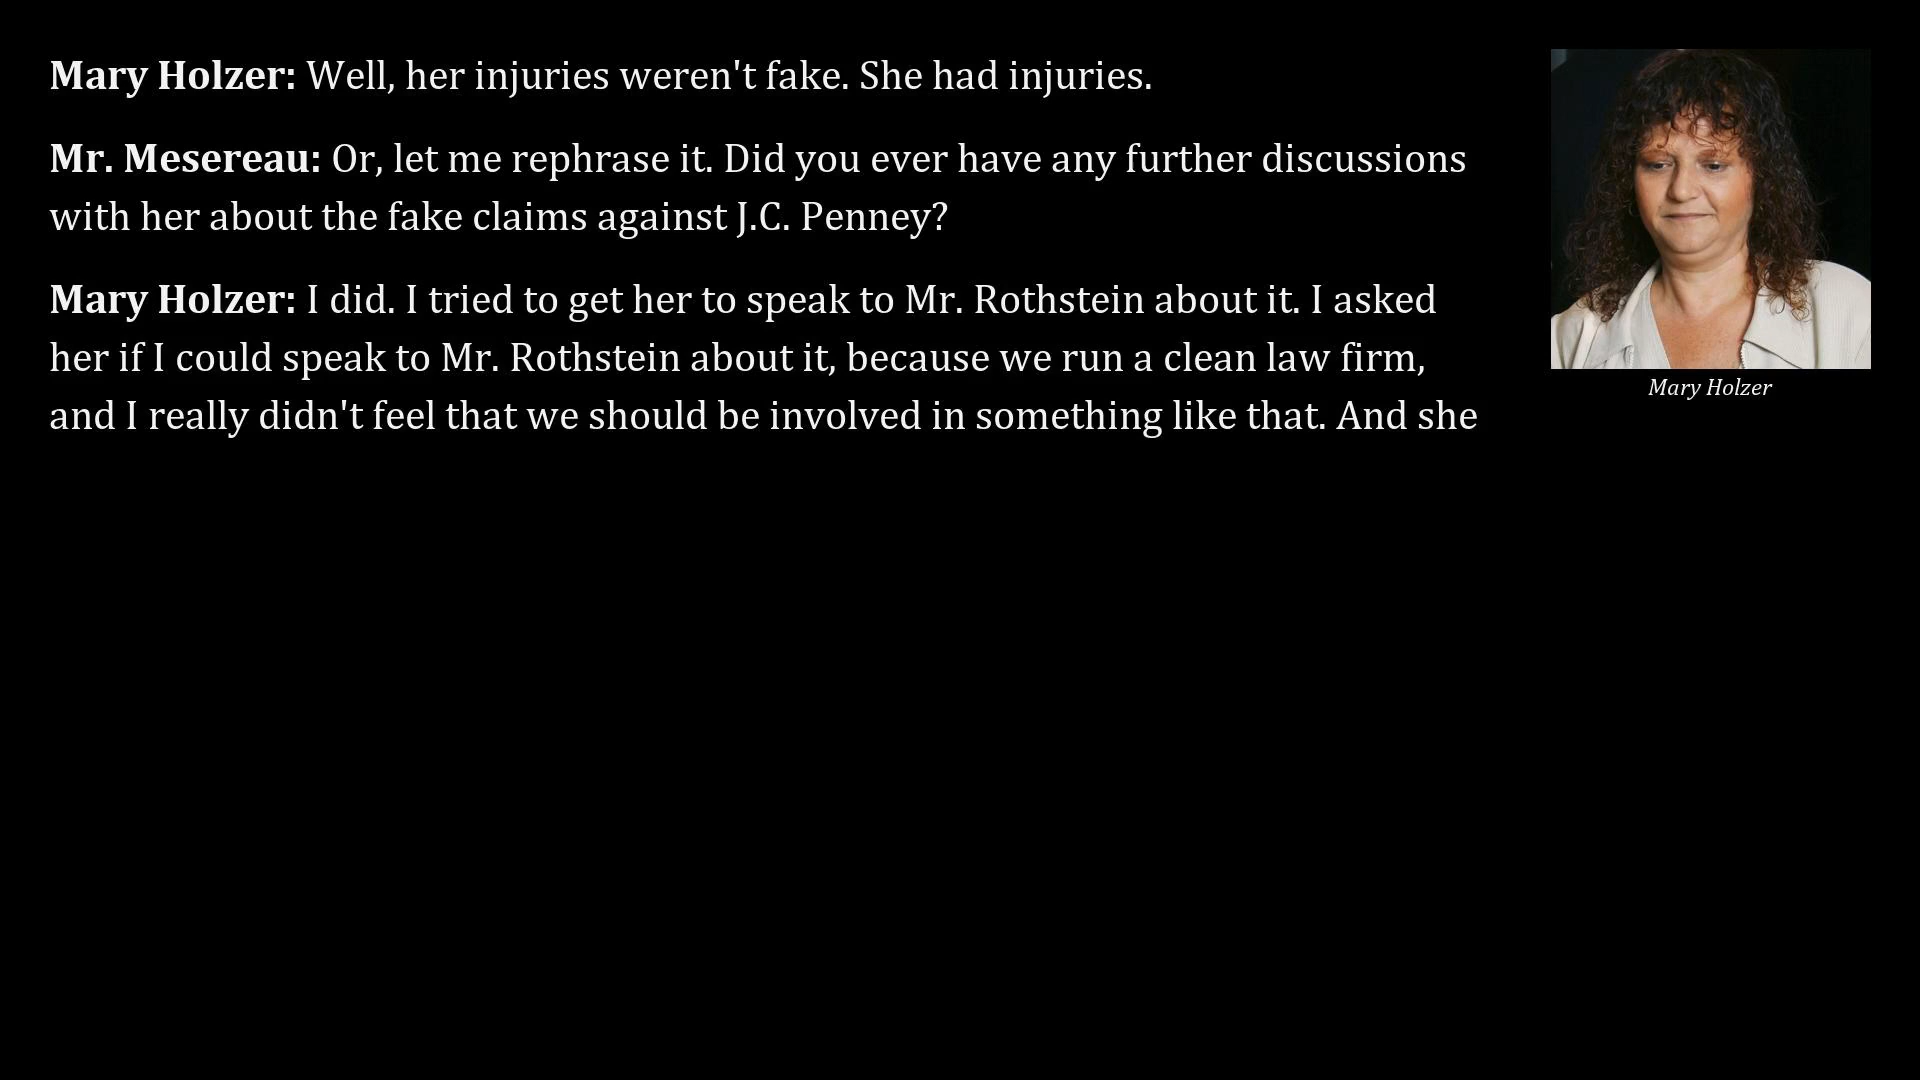 Mary Holzer: Well, her injuries weren't fake. She had injuries.
Mr. Mesereau: Or, let me rephrase it. Did you ever have any further discussions
with her about the fake claims against J.C. Penney?
Mary Holzer: I did. I tried to get her to speak to Mr. Rothstein about it. I asked
her if I could speak to Mr. Rothstein about it, because we run a clean law firm,
and I really didn't feel that we should be involved in something like that. And she
Mary Holzer